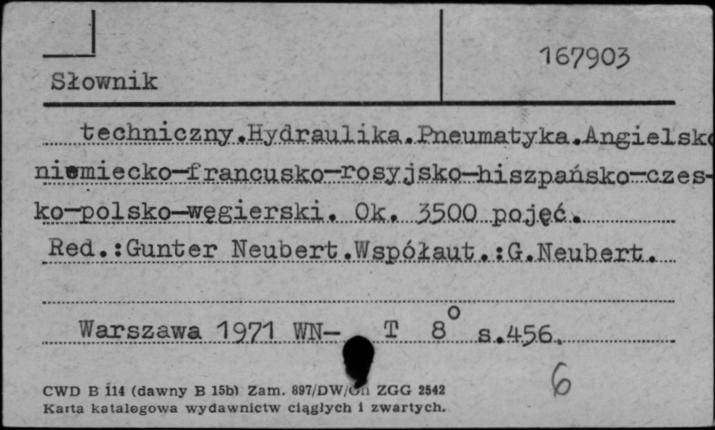 167903
Słownik
techniczny.Hydraulika.Pneumatyka.Angielsko
niemiecko-francusko-rosyjsko-hiszpańsko-czes-
ko-polsko-węgierski. Ok. 3500 pojęć.
Red.:Gunter Neubert.Współaut.:G.Neubert.
Warszawa 1971 WN- T 8° s.456.
6
CWD B 114 (dawny B 15b) Zam. 897/DW/ ZGG 2542
Karta katalogowa wydawnictw ciągłych i zwartych.